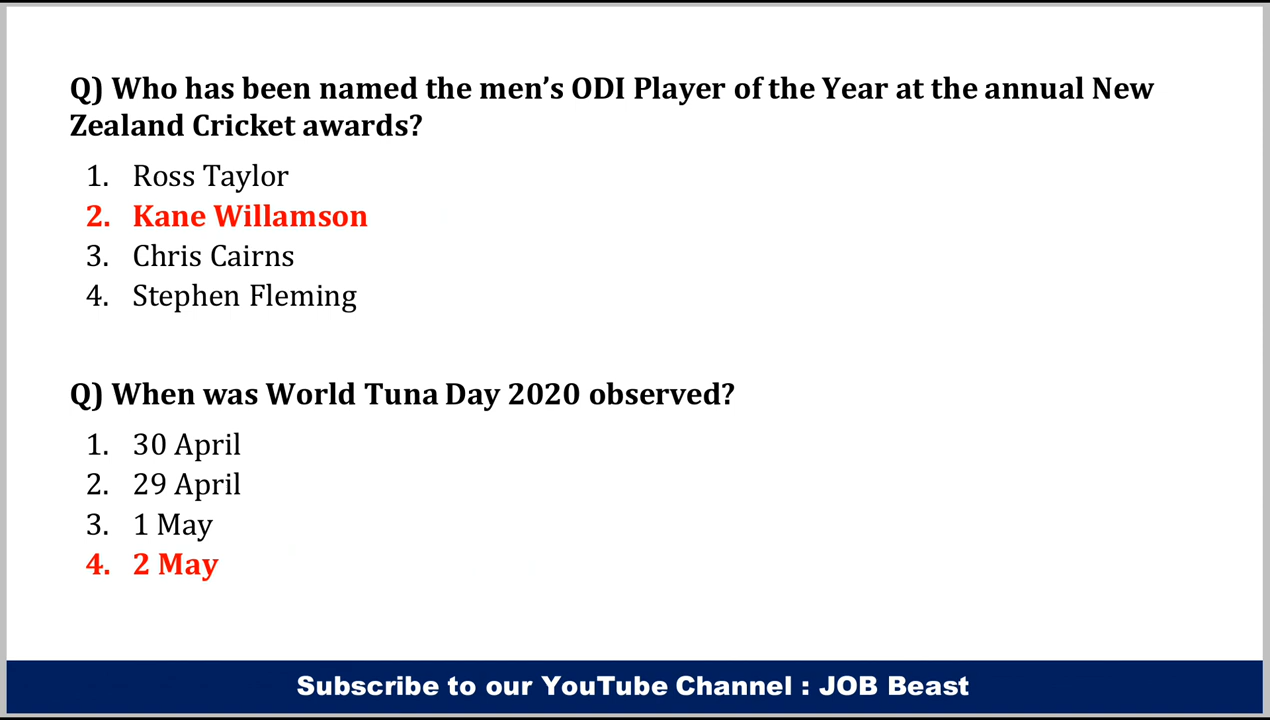 Q) Who has been named the men’s ODI Player of the Year at the annual New
Zealand Cricket awards?
1. Ross Taylor
2. Kane Willamson
3. Chris Cairns
4. Stephen Fleming
Q) When was World Tuna Day 2020 observed?
1. 30 April
2. 29 April
3. 1 May
4. 2 May
Subscribe to our YouTube Channel : JOB Beast